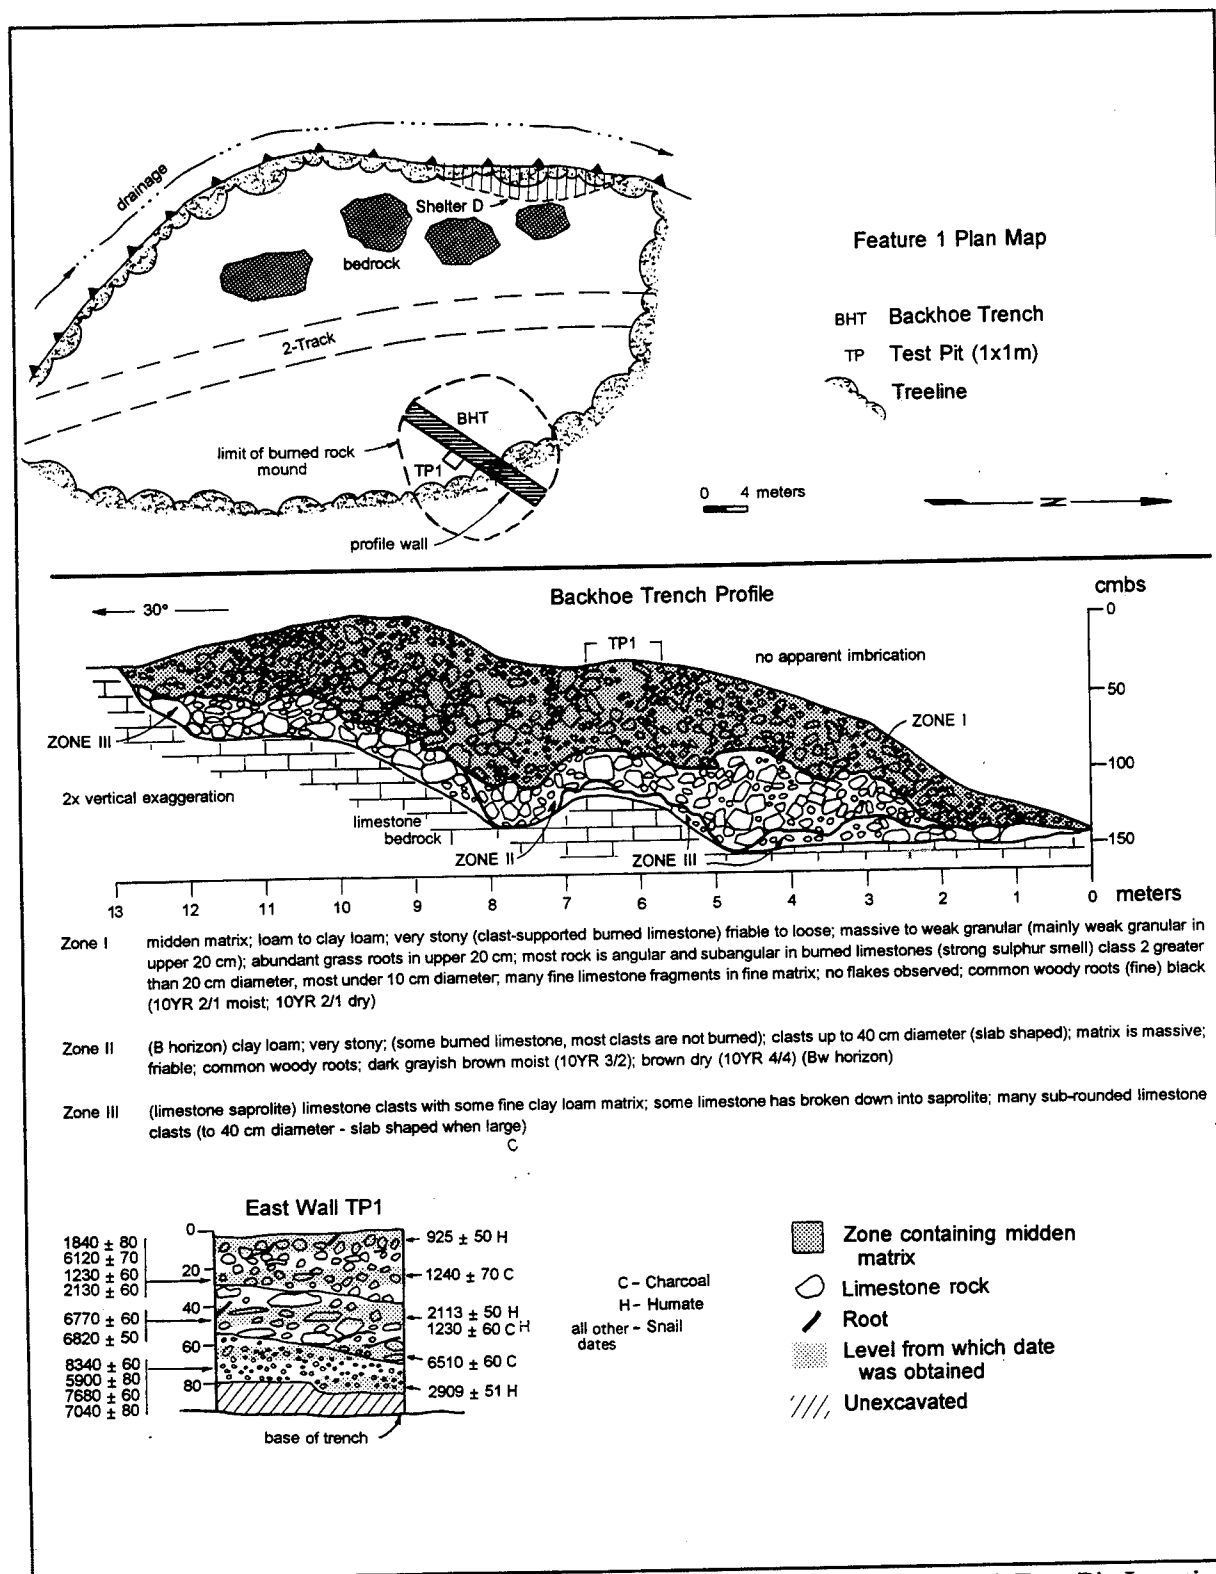 drainage
Shelter D
bedrock
2-Track
BHT
limit of burned rock
mound
TP1
profile wall
Feature 1 Plan Map
BHT Backhoe Trench
TP Test Pit (1x1m)
Treeline
0 4 meters
N
Backhoe Trench Profile
cmbs
30°
TP1
no apparent imbrication
0
50
100
150
ZONE I
ZONE III
2x vertical exaggeration
limestone
bedrock
ZONE II
ZONE III
13 12 11 10 9 8 7 6 5 4 3 2 1 0 meters
Zone I midden matrix; loam to clay loam; very stony (clast-supported burned limestone) friable to loose; massive to weak granular (mainly weak granular in
upper 20 cm); abundant grass roots in upper 20 cm; most rock is angular and subangular in burned limestones (strong sulphur smell) class 2 greater
than 20 cm diameter, most under 10 cm diameter; many fine limestone fragments in fine matrix; no flakes observed; common woody roots (fine) black
(10YR 2/1 moist; 10YR 2/1 dry)
Zone II (B horizon) clay loam; very stony; (some burned limestone, most clasts are not burned); clasts up to 40 cm diameter (slab shaped); matrix is massive;
friable; common woody roots; dark grayish brown moist (10YR 3/2); brown dry (10YR 4/4) (Bw horizon)
Zone III (limestone saprolite) limestone clasts with some fine clay loam matrix; some limestone has broken down into saprolite; many sub-rounded limestone
clasts (to 40 cm diameter - slab shaped when large)
C
East Wall TP1
0
20
40
60
80
1840 ± 80
6120 ± 70
1230 ± 60
2130 ± 60
6770 ± 60
6820 ± 50
8340 ± 60
5900 ± 80
7680 ± 60
7040 ± 80
925 ± 50 H
1240 ± 70 C
2113 ± 50 H
1230 ± 60 C H
6510 ± 60 C
2909 ± 51 H
base of trench
C – Charcoal
H – Humate
all other – Snail
dates
Zone containing midden
matrix
Limestone rock
Root
Level from which date
was obtained
Unexcavated